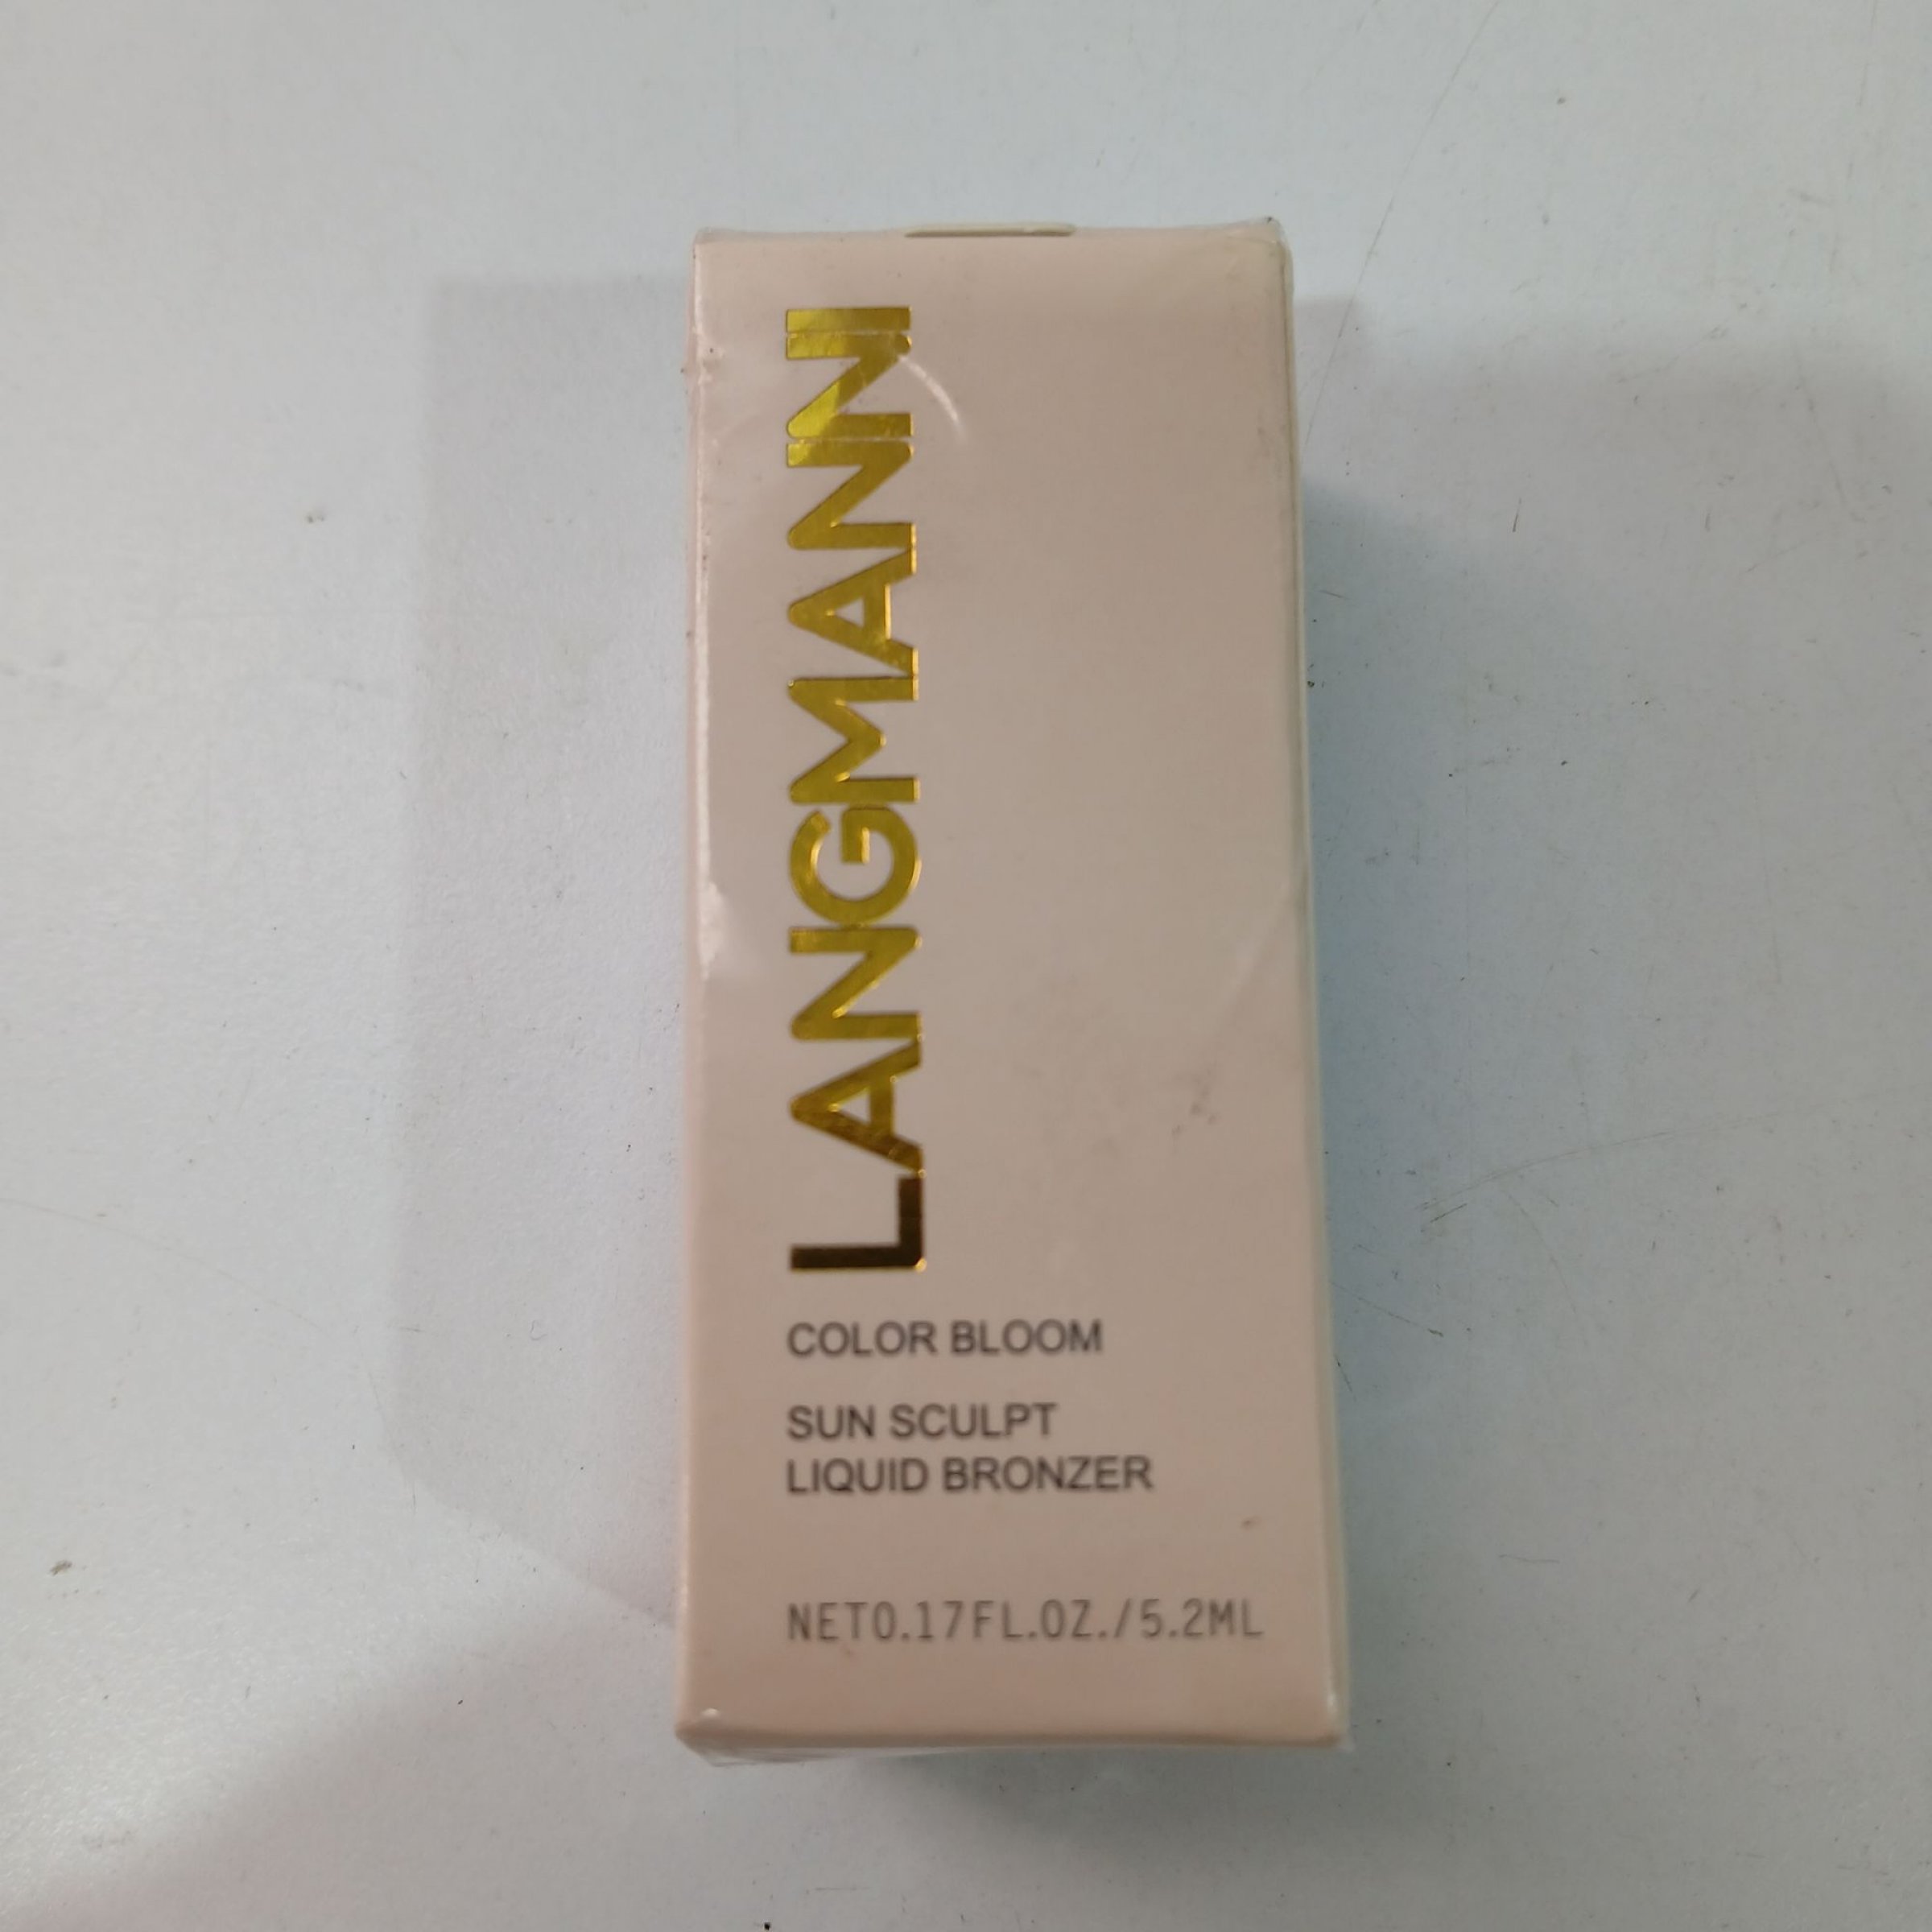 LANGMANNI
COLOR BLOOM
SUN SCULPT
LIQUID BRONZER
NET0.17FL.OZ./5.2ML